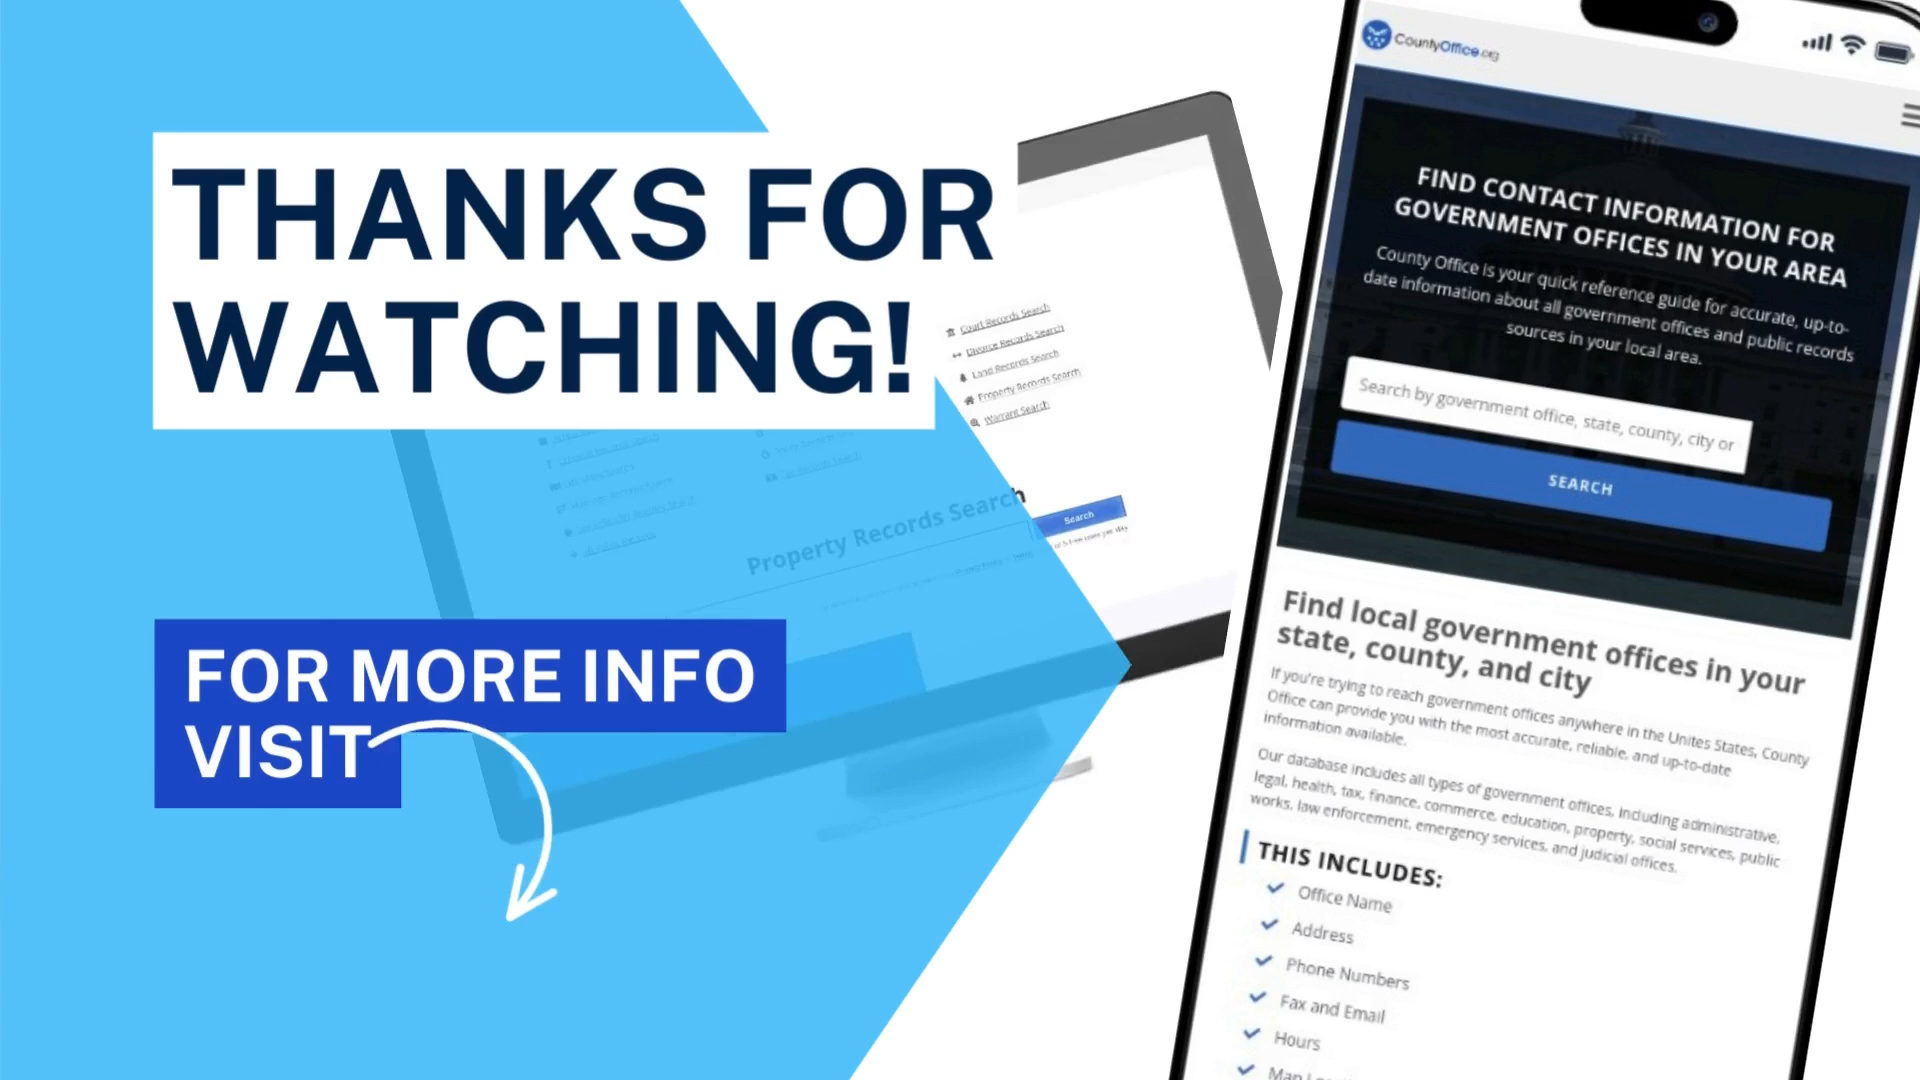 THANKS FOR
WATCHING!
FOR MORE INFO
VISIT
Court Records Search
Divorce Records Search
Land Records Search
Property Records Search
Warrant Search
Property Records Search
Search
CountyOffice.org
FIND CONTACT INFORMATION FOR
GOVERNMENT OFFICES IN YOUR AREA
County Office is your quick reference guide for accurate, up-to-
date information about all government offices and public records
sources in your local area.
Search by government office, state, county, city or
SEARCH
Find local government offices in your
state, county, and city
If you're trying to reach government offices anywhere in the Unites States, County
Office can provide you with the most accurate, reliable, and up-to-date
information available.
Our database includes all types of government offices, including administrative,
legal, health, tax, finance, commerce, education, property, social services, public
works, law enforcement, emergency services, and judicial offices.
THIS INCLUDES:
Office Name
Address
Phone Numbers
Fax and Email
Hours